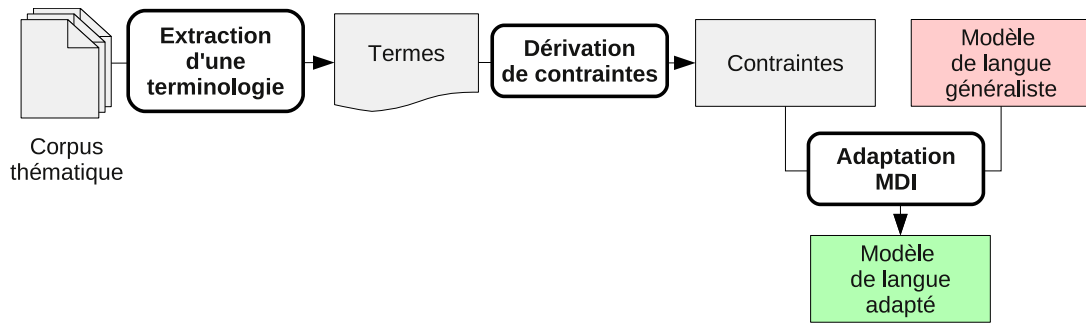 Corpus
thématique
Extraction
d'une
terminologie
Termes
Dérivation
de contraintes
Contraintes
Modèle
de langue
généraliste
Adaptation
MDI
Modèle
de langue
adapté